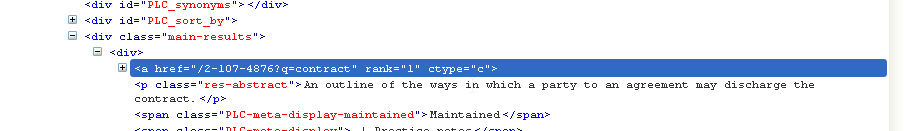 <div id="PLC_synonyms"></div>
<div id="PLC_sort_by">
<div class="main-results">
<div>
<a href="/2-107-4876?q=contract" rank="1" ctype="c">
<p class="res-abstract">An outline of the ways in which a party to an agreement may discharge the
contract.</p>
<span class="PLC-meta-display-maintained">Maintained</span>
<span class="PLC-meta-display"> | Practice notes</span>